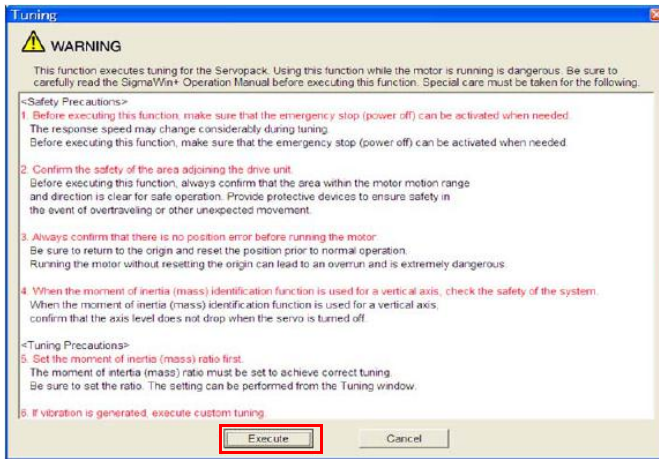 Tuning
WARNING
This function executes tuning for the Servopack. Using this function while the motor is running is dangerous. Be sure to
carefully read the SigmaWin+ Operation Manual before executing this function. Special care must be taken for the following.
<Safety Precautions>
1. Before executing this function, make sure that the emergency stop (power off) can be activated when needed.
The response speed may change considerably during tuning.
Before executing this function, make sure that the emergency stop (power off) can be activated when needed.
2. Confirm the safety of the area adjoining the drive unit.
Before executing this function, always confirm that the area within the motor motion range
and direction is clear for safe operation. Provide protective devices to ensure safety in
the event of overtraveling or other unexpected movement.
3. Always confirm that there is no position error before running the motor.
Be sure to return to the origin and reset the position prior to normal operation.
Running the motor without resetting the origin can lead to an overrun and is extremely dangerous.
4. When the moment of inertia (mass) identification function is used for a vertical axis, check the safety of the system.
When the moment of inertia (mass) identification function is used for a vertical axis,
confirm that the axis level does not drop when the servo is turned off.
<Tuning Precautions>
5. Set the moment of inertia (mass) ratio first.
The moment of intertia (mass) ratio must be set to achieve correct tuning.
Be sure to set the ratio. The setting can be performed from the Tuning window.
6. If vibration is generated, execute custom tuning.
Execute Cancel